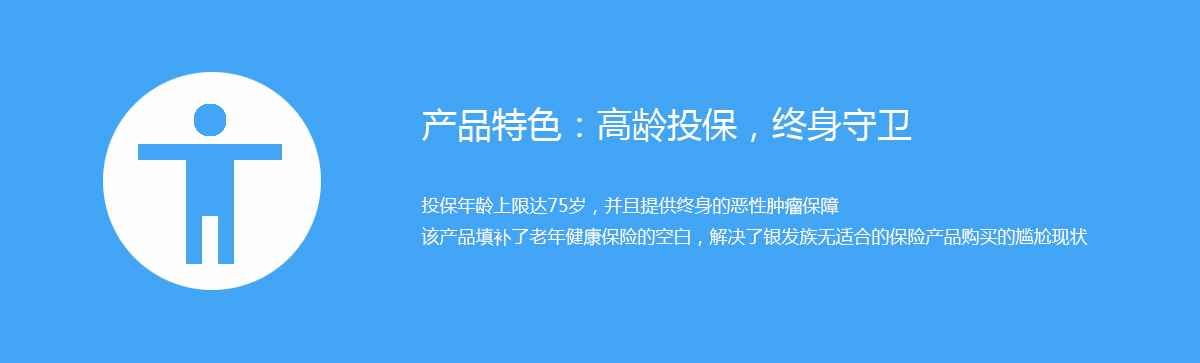 产品特色：高龄投保，终身守卫
投保年龄上限达75岁，并且提供终身的恶性肿瘤保障
该产品填补了老年健康保险的空白，解决了银发族无适合的保险产品购买的尴尬现状